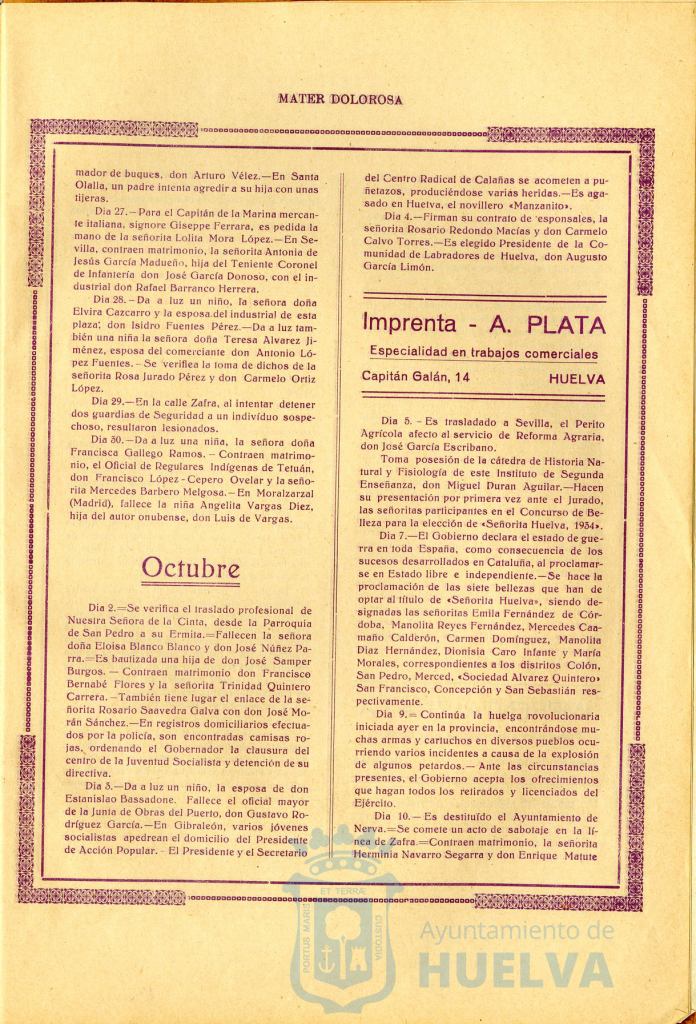 MATER DOLOROSA
mador de buques, don Arturo Vélez.—En Santa
Olalla, un padre intenta agredir a su hija con unas
tijeras.
Dia 27.—Para el Capitán de la Marina mercan-
te italiana, signore Giseppe Ferrara, es pedida la
mano de la señorita Lolita Mora López.—En Se-
villa, contraen matrimonio, la señorita Antonia de
Jesús García Madueño, hija del Teniente Coronel
de Infantería don José García Donoso, con el in-
dustrial don Rafael Barranco Herrera.
Dia 28.—Da a luz un niño, la señora doña
Elvira Cazcarro y la esposa del industrial de esta
plaza, don Isidro Fuentes Pérez.—Da a luz tam-
bién una niña la señora doña Teresa Alvarez Ji-
ménez, esposa del comerciante don Antonio Ló-
pez Fuentes.- Se verifica la toma de dichos de la
señorita Rosa Jurado Pérez y don Carmelo Ortiz
López.
Dia 29.—En la calle Zafra, al intentar detener
dos guardias de Seguridad a un indivíduo sospe-
choso, resultaron lesionados.
Dia 30.—Da a luz una niña, la señora doña
Francisca Gallego Ramos. - Contraen matrimo-
nio, el Oficial de Regulares Indígenas de Tetuán,
don Francisco López - Cepero Ovelar y la seño-
rita Mercedes Barbero Melgosa.—En Moralzarzal
(Madrid), fallece la niña Angelita Vargas Diez,
hija del autor onubense, don Luis de Vargas.
Octubre
Dia 2.=Se verifica el traslado profesional de
Nuestra Señora de la Cinta, desde la Parroquia
de San Pedro a su Ermita.=Fallecen la señora
doña Eloisa Blanco Blanco y don José Núñez Pa-
rra.=Es bautizada una hija de don José Samper
Burgos. — Contraen matrimonio don Francisco
Bernabé Flores y la señorita Trinidad Quintero
Carrera. —También tiene lugar el enlace de la se-
ñorita Rosario Saavedra Galva con don José Mo-
rán Sánchez.—En registros domiciliarios efectua-
dos por la policía, son encontradas camisas ro-
jas, ordenando el Gobernador la clausura del
centro de la Juventud Socialista y detención de su
directiva.
Dia 3.—Da a luz un niño, la esposa de don
Estanislao Bassadone. Fallece el oficial mayor
de la Junta de Obras del Puerto, don Gustavo Ro-
dríguez García.—En Gibraleón, varios jóvenes
socialistas apedrean el domicilio del Presidente
de Acción Popular. - El Presidente y el Secretario
del Centro Radical de Calañas se acometen a pu-
ñetazos, produciéndose varias heridas.—Es aga-
sado en Huelva, el novillero «Manzanito».
Dia 4.—Firman su contrato de esponsales, la
señorita Rosario Redondo Macías y don Carmelo
Calvo Torres.—Es elegido Presidente de la Co-
munidad de Labradores de Huelva, don Augusto
García Limón.
Imprenta - A. PLATA
Especialidad en trabajos comerciales
Capitán Galán, 14 HUELVA
Dia 5. - Es trasladado a Sevilla, el Perito
Agrícola afecto al servicio de Reforma Agraria,
don José García Escribano.
Toma posesión de la cátedra de Historia Na-
tural y Fisiología de este Instituto de Segunda
Enseñanza, don Miguel Duran Aguilar.—Hacen
su presentación por primera vez ante el Jurado,
las señoritas participantes en el Concurso de Be-
lleza para la elección de «Señorita Huelva, 1934».
Dia 7.—El Gobierno declara el estado de gue-
rra en toda España, como consecuencia de los
sucesos desarrollados en Cataluña, al proclamar-
se en Estado libre e independiente.—Se hace la
proclamación de las siete bellezas que han de
optar al título de «Señorita Huelva», siendo de-
signadas las señoritas Emila Fernández de Cór-
doba, Manolita Reyes Fernández, Mercedes Caa-
maño Calderón, Carmen Domínguez, Manolita
Diaz Hernández, Dionisia Caro Infante y María
Morales, correspondientes a los distritos Colón,
San Pedro, Merced, «Sociedad Alvarez Quintero»
San Francisco, Concepción y San Sebastián res-
pectivamente.
Dia 9.= Continúa la huelga rovolucionaria
iniciada ayer en la provincia, encontrándose mu-
chas armas y cartuchos en diversos pueblos ocu-
rriendo varios incidentes a causa de la explosión
de algunos petardos.— Ante las circunstancias
presentes, el Gobierno acepta los ofrecimientos
que hagan todos los retirados y licenciados del
Ejército.
Dia 10.— Es destituído el Ayuntamiento de
Nerva.=Se comete un acto de sabotaje en la lí-
nea de Zafra.=Contraen matrimonio, la señorita
Herminia Navarro Segarra y don Enrique Matute
PORTUS MARIS
ET TERRA
CUSTODIA
Ayuntamiento de
HUELVA